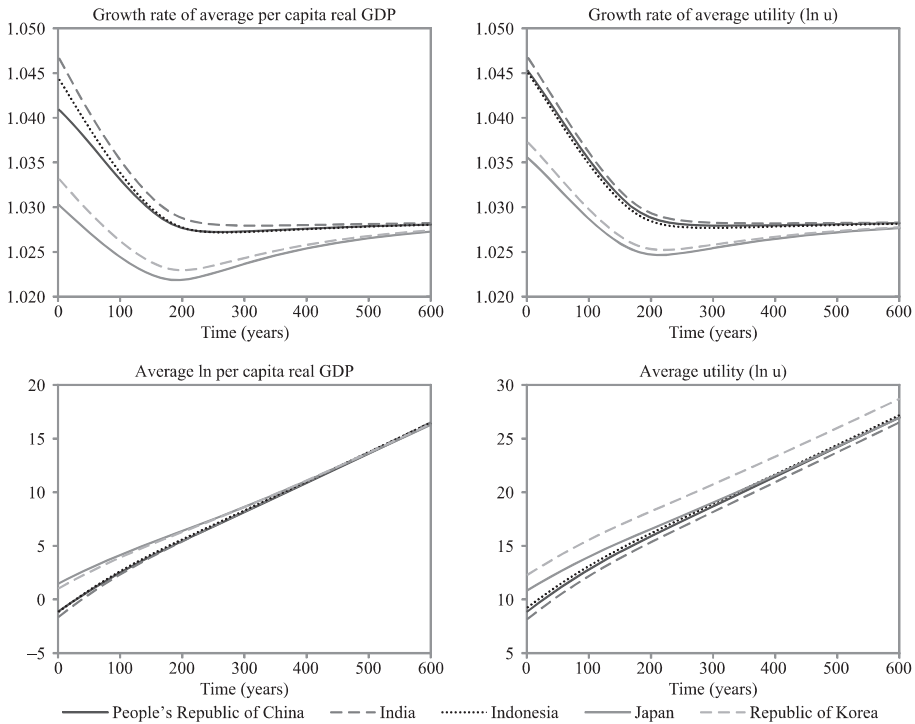 Growth rate of average per capita real GDP
1.050
1.045
1.040
1.035
1.030
1.025
1.020
0 100 200 300 400 500 600
Time (years)
Growth rate of average utility (ln u)
1.050
1.045
1.040
1.035
1.030
1.025
1.020
0 100 200 300 400 500 600
Time (years)
Average ln per capita real GDP
20
15
10
5
0
–5
0 100 200 300 400 500 600
Time (years)
Average utility (ln u)
30
25
20
15
10
5
0 100 200 300 400 500 600
Time (years)
People’s Republic of China India Indonesia Japan Republic of Korea